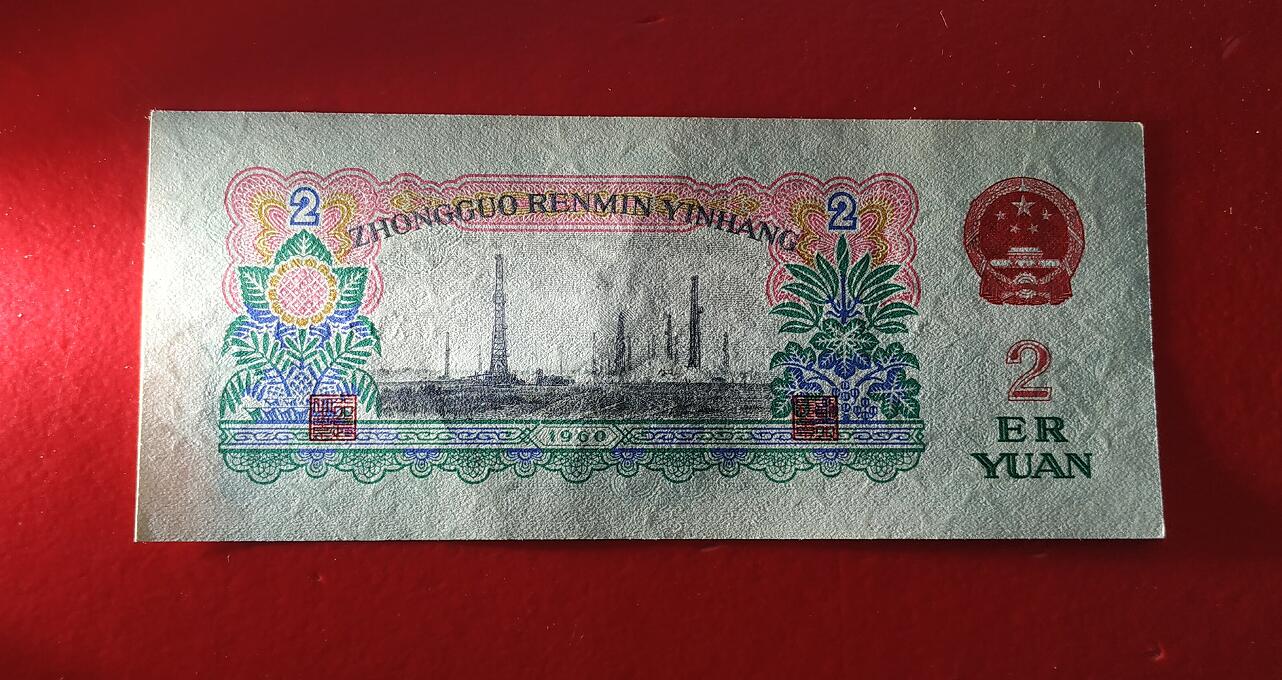 2
2
ZHONGGUO RENMIN YINHANG
1960
2
ER
YUAN